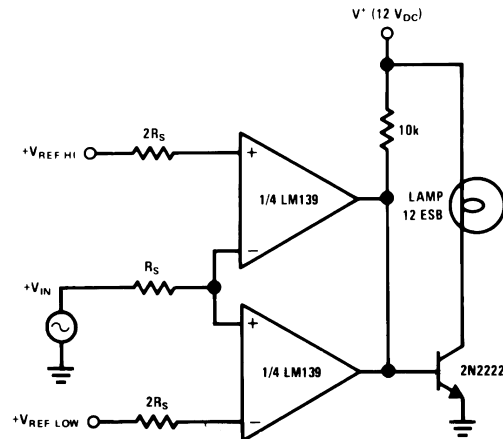 V⁺ (12 V_DC)
2R_S
+V_REF HI
+
1/4 LM139
−
10k
LAMP
12 ESB
R_S
+V_IN
+
1/4 LM139
−
2N2222
2R_S
+V_REF LOW